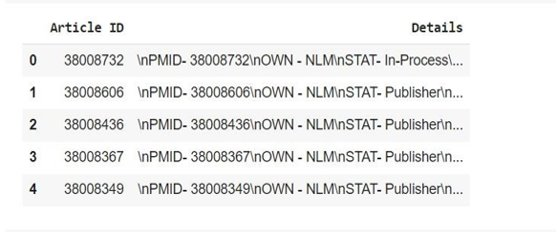 Article ID Details
0 38008732 \nPMID- 38008732\nOWN - NLM\nSTAT- In-Process\...
1 38008606 \nPMID- 38008606\nOWN - NLM\nSTAT- Publisher\n...
2 38008436 \nPMID- 38008436\nOWN - NLM\nSTAT- Publisher\n...
3 38008367 \nPMID- 38008367\nOWN - NLM\nSTAT- Publisher\n...
4 38008349 \nPMID- 38008349\nOWN - NLM\nSTAT- Publisher\n...